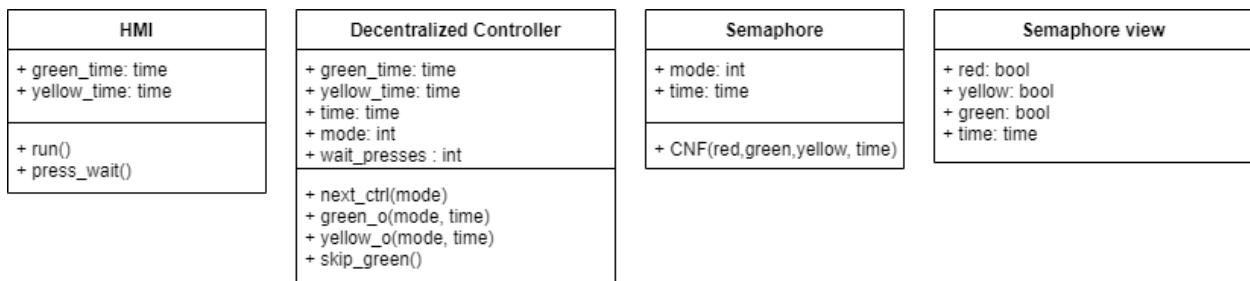 HMI
+ green_time: time
+ yellow_time: time
+ run()
+ press_wait()
Decentralized Controller
+ green_time: time
+ yellow_time: time
+ time: time
+ mode: int
+ wait_presses : int
+ next_ctrl(mode)
+ green_o(mode, time)
+ yellow_o(mode, time)
+ skip_green()
Semaphore
+ mode: int
+ time: time
+ CNF(red,green,yellow, time)
Semaphore view
+ red: bool
+ yellow: bool
+ green: bool
+ time: time